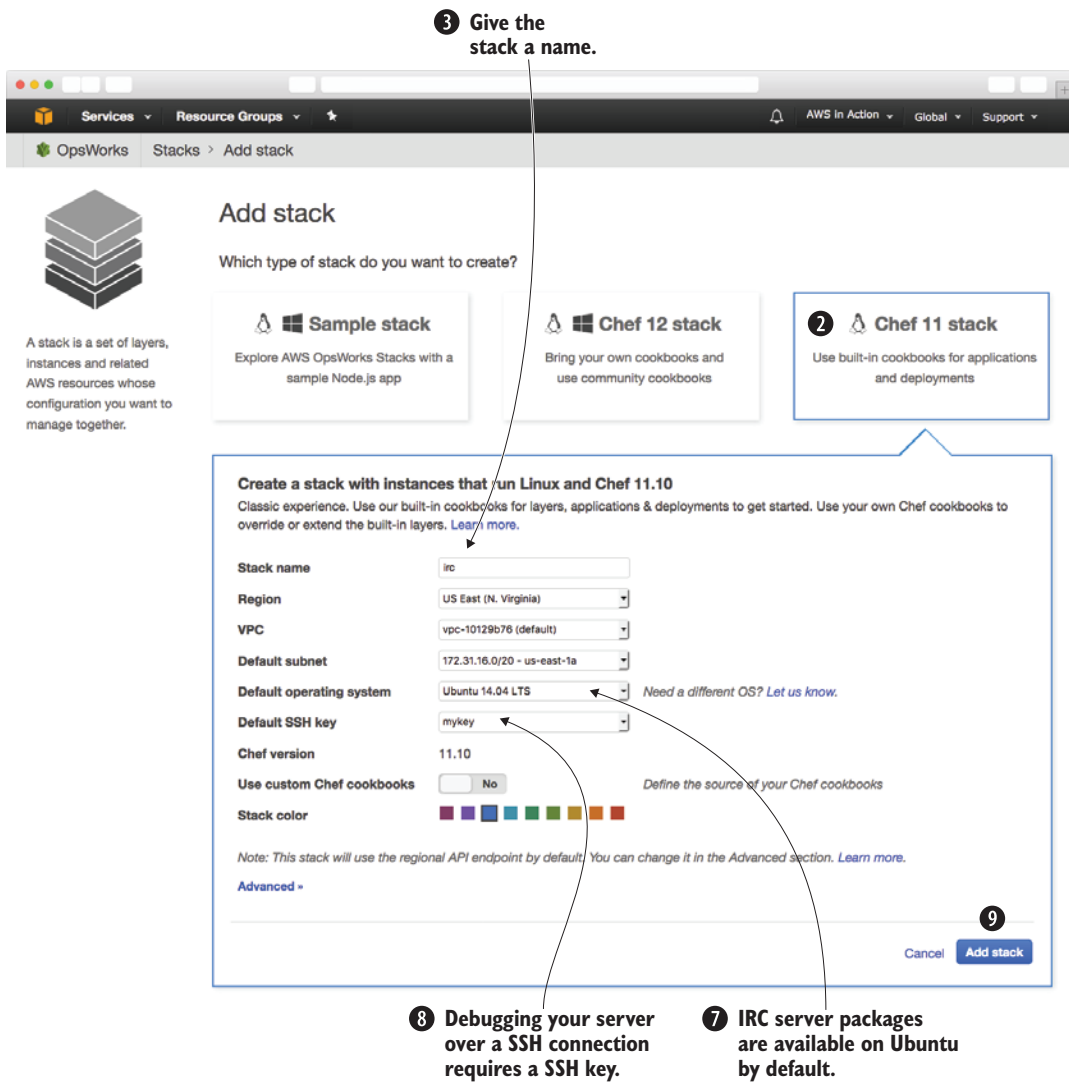 3 Give the
stack a name.
Services Resource Groups AWS in Action Global Support
OpsWorks Stacks > Add stack
Add stack
Which type of stack do you want to create?
A stack is a set of layers,
instances and related
AWS resources whose
configuration you want to
manage together.
Sample stack
Explore AWS OpsWorks Stacks with a
sample Node.js app
Chef 12 stack
Bring your own cookbooks and
use community cookbooks
2 Chef 11 stack
Use built-in cookbooks for applications
and deployments
Create a stack with instances that run Linux and Chef 11.10
Classic experience. Use our built-in cookbooks for layers, applications & deployments to get started. Use your own Chef cookbooks to
override or extend the built-in layers. Learn more.
Stack name irc
Region US East (N. Virginia)
VPC vpc-10129b76 (default)
Default subnet 172.31.16.0/20 - us-east-1a
Default operating system Ubuntu 14.04 LTS Need a different OS? Let us know.
Default SSH key mykey
Chef version 11.10
Use custom Chef cookbooks No Define the source of your Chef cookbooks
Stack color
Note: This stack will use the regional API endpoint by default. You can change it in the Advanced section. Learn more.
Advanced »
9
Cancel Add stack
8 Debugging your server
over a SSH connection
requires a SSH key.
7 IRC server packages
are available on Ubuntu
by default.